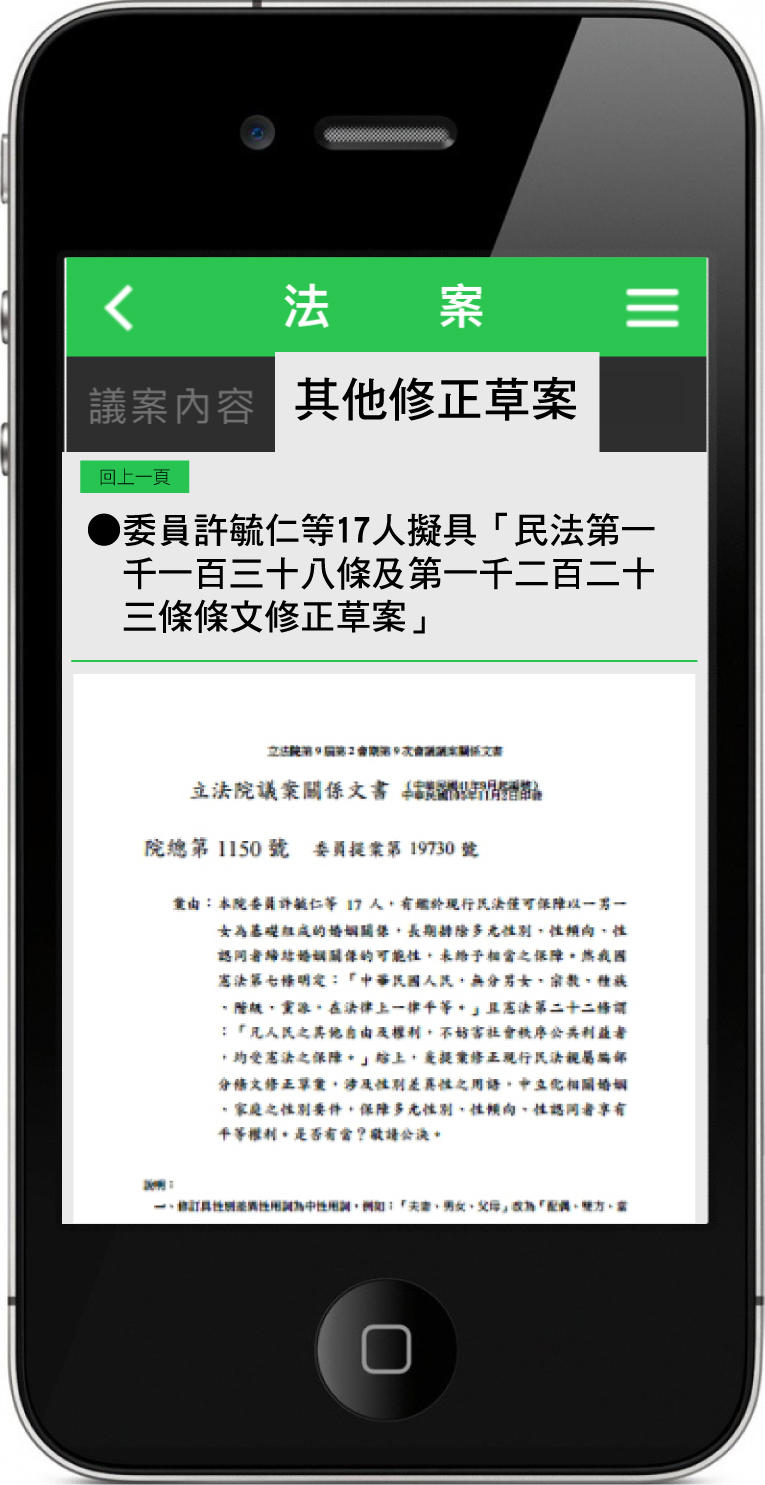 法 案
議案內容 其他修正草案
回上一頁
●委員許毓仁等17人擬具「民法第一
千一百三十八條及第一千二百二十
三條條文修正草案」
立法院第9屆第2會期第9次會議議案關係文書
立法院議案關係文書
院總第1150號 委員提案第19730號
案由：本院委員許毓仁等 17 人，有鑑於現行民法僅可保障以一男一
女為基礎組成的婚姻關係，長期排除多元性別、性傾向、性
認同者締結婚姻關係的可能性，未給予相當之保障。然我國
憲法第七條明定：「中華民國人民，無分男女、宗教、種族
、階級、黨派，在法律上一律平等。」且憲法第二十二條謂
：「凡人民之其他自由及權利，不妨害社會秩序公共利益者
，均受憲法之保障。」綜上，爰提案修正現行民法親屬編部
分條文修正草案，涉及性別差異性之用語，中立化相關婚姻
、家庭之性別要件，保障多元性別、性傾向、性認同者享有
平等權利。是否有當？敬請公決。
說明：
一、修訂具性別差異性用詞為中性用詞，例如：「夫妻、男女、父母」改為「配偶、雙方、當